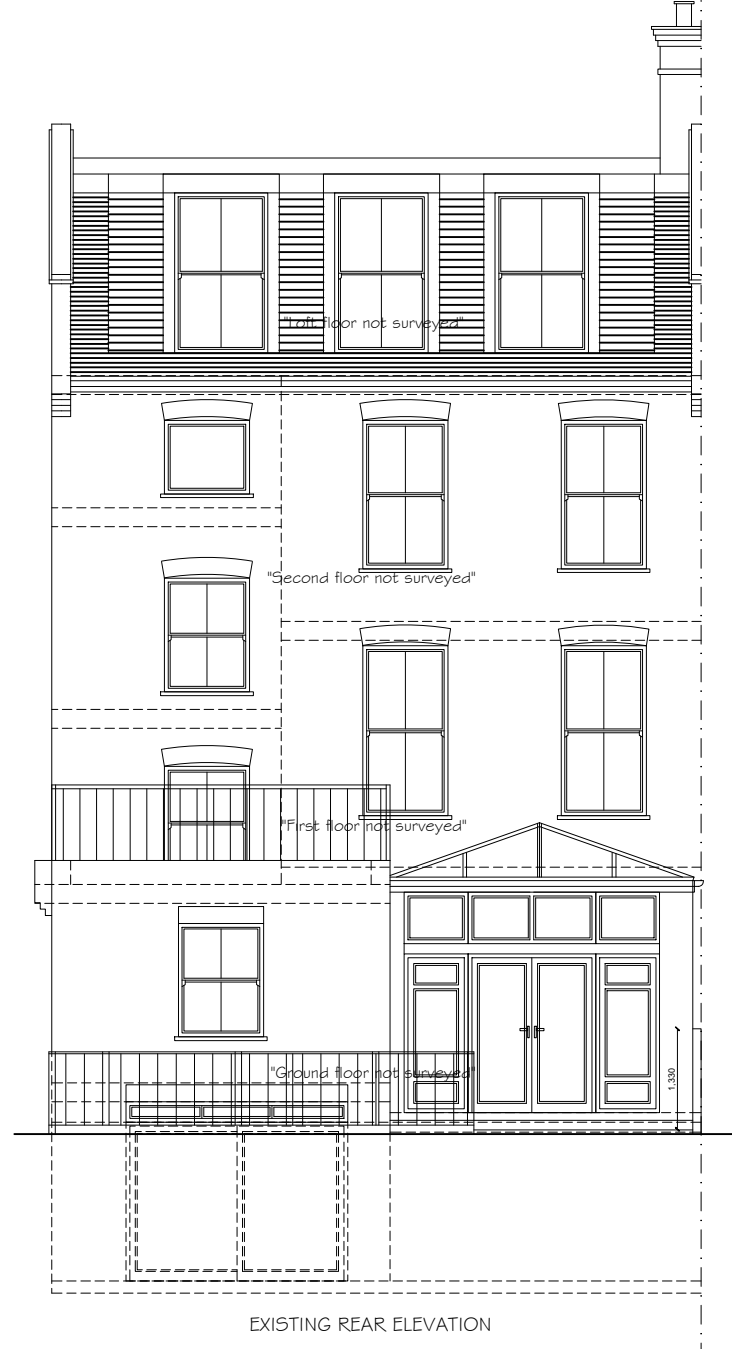 "Loft floor not surveyed"
"Second floor not surveyed"
"First floor not surveyed"
"Ground floor not surveyed"
1.330
EXISTING REAR ELEVATION